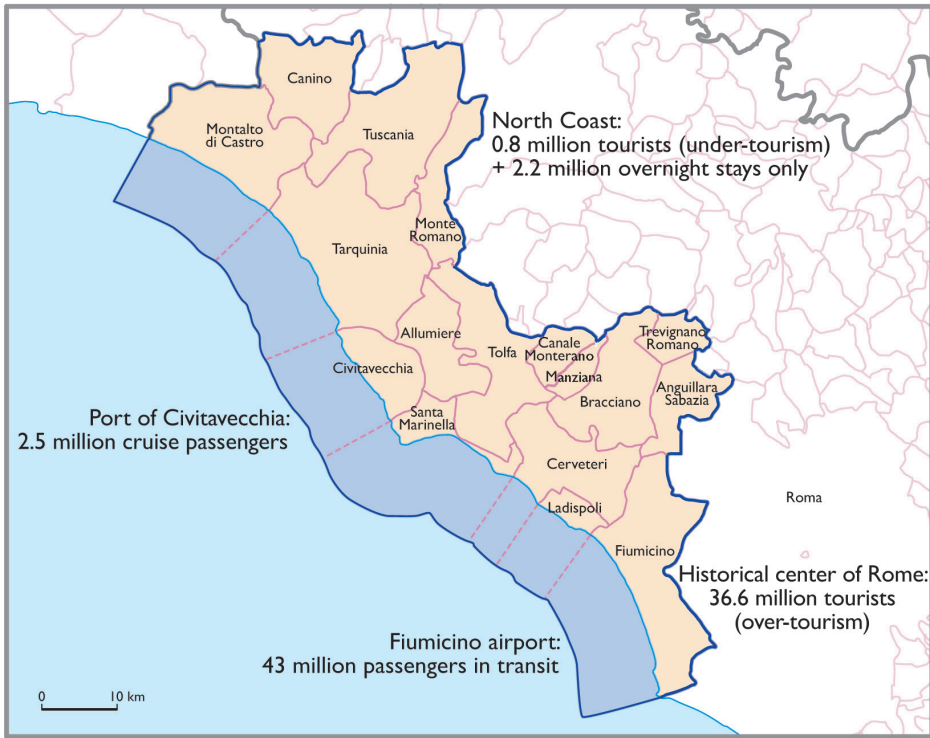 Canino
Montalto
di Castro
Tuscania
North Coast:
0.8 million tourists (under-tourism)
+ 2.2 million overnight stays only
Monte
Romano
Tarquinia
Allumiere
Tolfa
Canale
Monterano
Trevignano
Romano
Civitavecchia
Manziana
Bracciano
Anguillara
Sabazia
Port of Civitavecchia:
2.5 million cruise passengers
Santa
Marinella
Cerveteri
Ladispoli
Roma
Fiumicino
Historical center of Rome:
36.6 million tourists
(over-tourism)
Fiumicino airport:
43 million passengers in transit
0 10 km